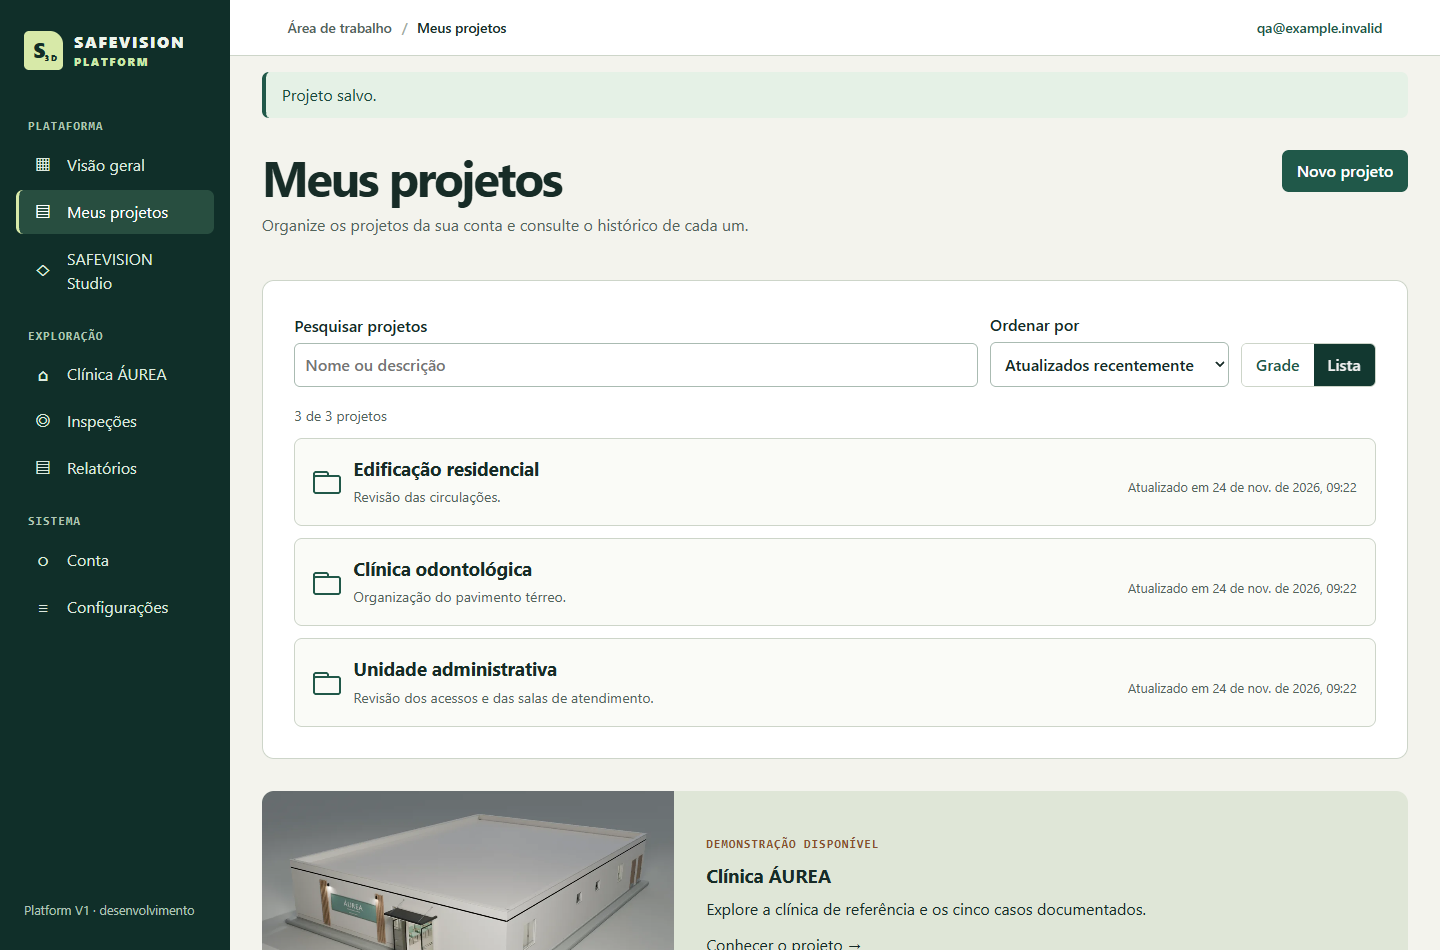 S3D
SAFEVISION
PLATFORM
PLATAFORMA
Visão geral
Meus projetos
SAFEVISION
Studio
EXPLORAÇÃO
Clínica ÁUREA
Inspeções
Relatórios
SISTEMA
Conta
Configurações
Platform V1 · desenvolvimento
Área de trabalho / Meus projetos
qa@example.invalid
Projeto salvo.
Meus projetos
Novo projeto
Organize os projetos da sua conta e consulte o histórico de cada um.
Pesquisar projetos
Nome ou descrição
Ordenar por
Atualizados recentemente
Grade
Lista
3 de 3 projetos
Edificação residencial
Revisão das circulações.
Atualizado em 24 de nov. de 2026, 09:22
Clínica odontológica
Organização do pavimento térreo.
Atualizado em 24 de nov. de 2026, 09:22
Unidade administrativa
Revisão dos acessos e das salas de atendimento.
Atualizado em 24 de nov. de 2026, 09:22
ÁUREA
DEMONSTRAÇÃO DISPONÍVEL
Clínica ÁUREA
Explore a clínica de referência e os cinco casos documentados.
Conhecer o projeto →